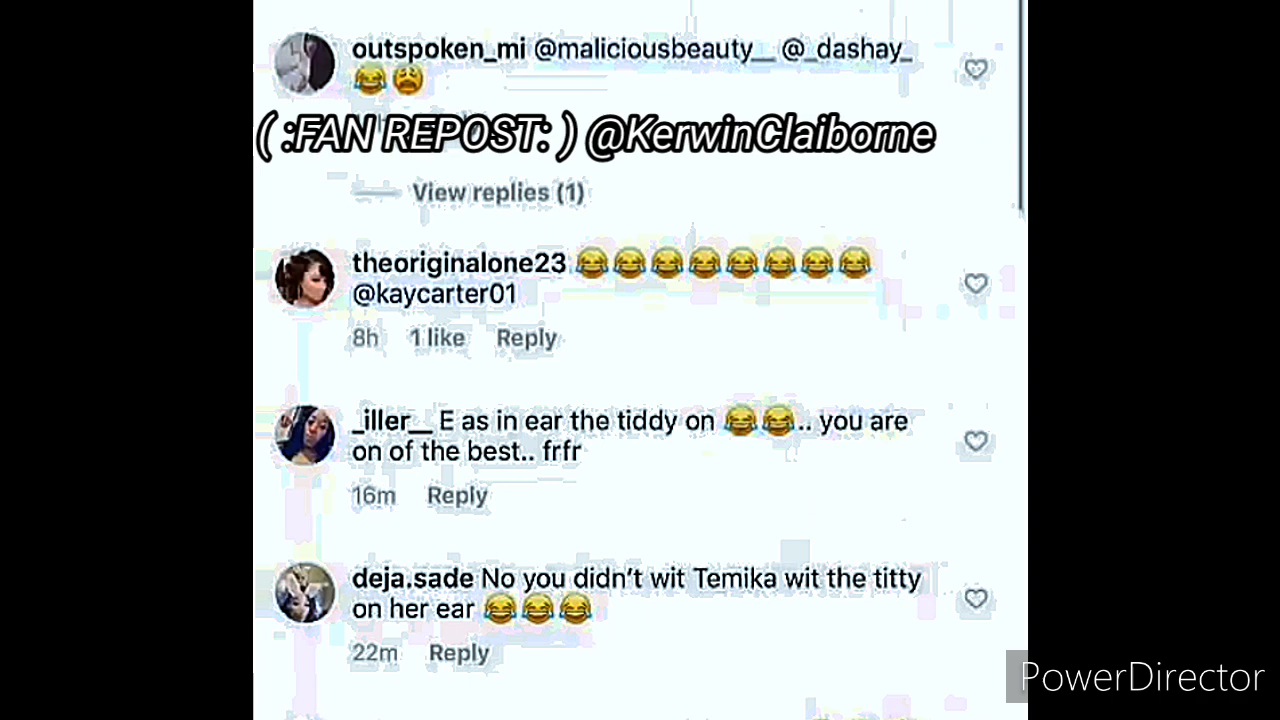 outspoken_mi @maliciousbeauty__ @_dashay_
😂😩
( :FAN REPOST: ) @KerwinClaiborne
View replies (1)
theoriginalone23 😂😂😂😂😂😂😂😂
@kaycarter01
8h 1 like Reply
_iller__ E as in ear the tiddy on 😂😂.. you are
on of the best.. frfr
16m Reply
deja.sade No you didn't wit Temika wit the titty
on her ear 😂😂😂
22m Reply
PowerDirector